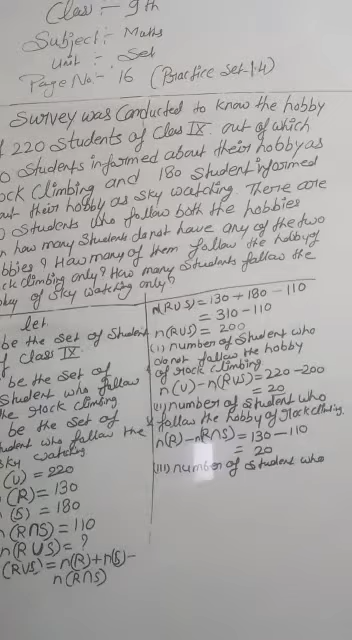 Class :- 9th
Subject:- Maths
Unit :- Set
Page No:- 16 (Practice set-1.4)
Survey was conducted to know the hobby
220 Students of Class IX. out of which
0 Students informed about their hobby as
ock climbing and 180 student informed
out their hobby as sky watching. There are
0 Students who follow both the hobbies
how many Students do not have any of the two
bbies? How many of them follow the hobby of
ck climbing only? How many students follow the
by of sky watching only?
let
be the set of Student
f class IX.
be the set of
student who follow
the rock climbing
be the set of
udent who follow the
sky watching
(U) = 220
(R) = 130
(S) = 180
(R∩S) = 110
n(R∪S) = ?
(R∪S) = n(R) + n(S) -
n(R∩S)
n(R∪S) = 130 + 180 - 110
= 310 - 110
n(R∪S) = 200
(i) number of student who
do not follow the hobby
of rock climbing
n(U) - n(R∪S) = 220 - 200
= 20
(ii) number of student who
follow the hobby of rock climbing.
n(R) - n(R∩S) = 130 - 110
= 20
(iii) number of student who